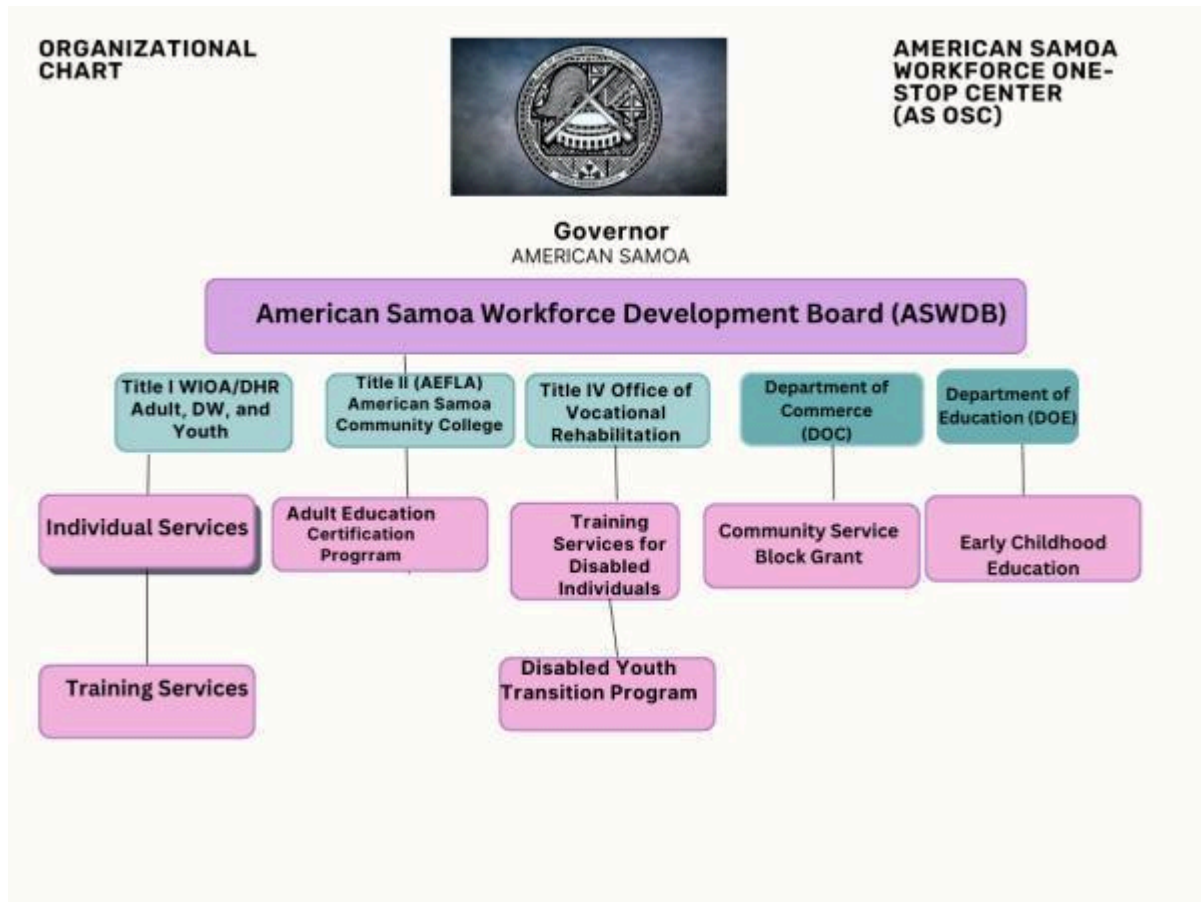 ORGANIZATIONAL
CHART
AMERICAN SAMOA
WORKFORCE ONE-
STOP CENTER
(AS OSC)
Governor
AMERICAN SAMOA
American Samoa Workforce Development Board (ASWDB)
Title I WIOA/DHR
Adult, DW, and
Youth
Title II (AEFLA)
American Samoa
Community College
Title IV Office of
Vocational
Rehabilitation
Department of
Commerce
(DOC)
Department of
Education (DOE)
Individual Services
Adult Education
Certification
Progrram
Training
Services for
Disabled
Individuals
Community Service
Block Grant
Early Childhood
Education
Training Services
Disabled Youth
Transition Program